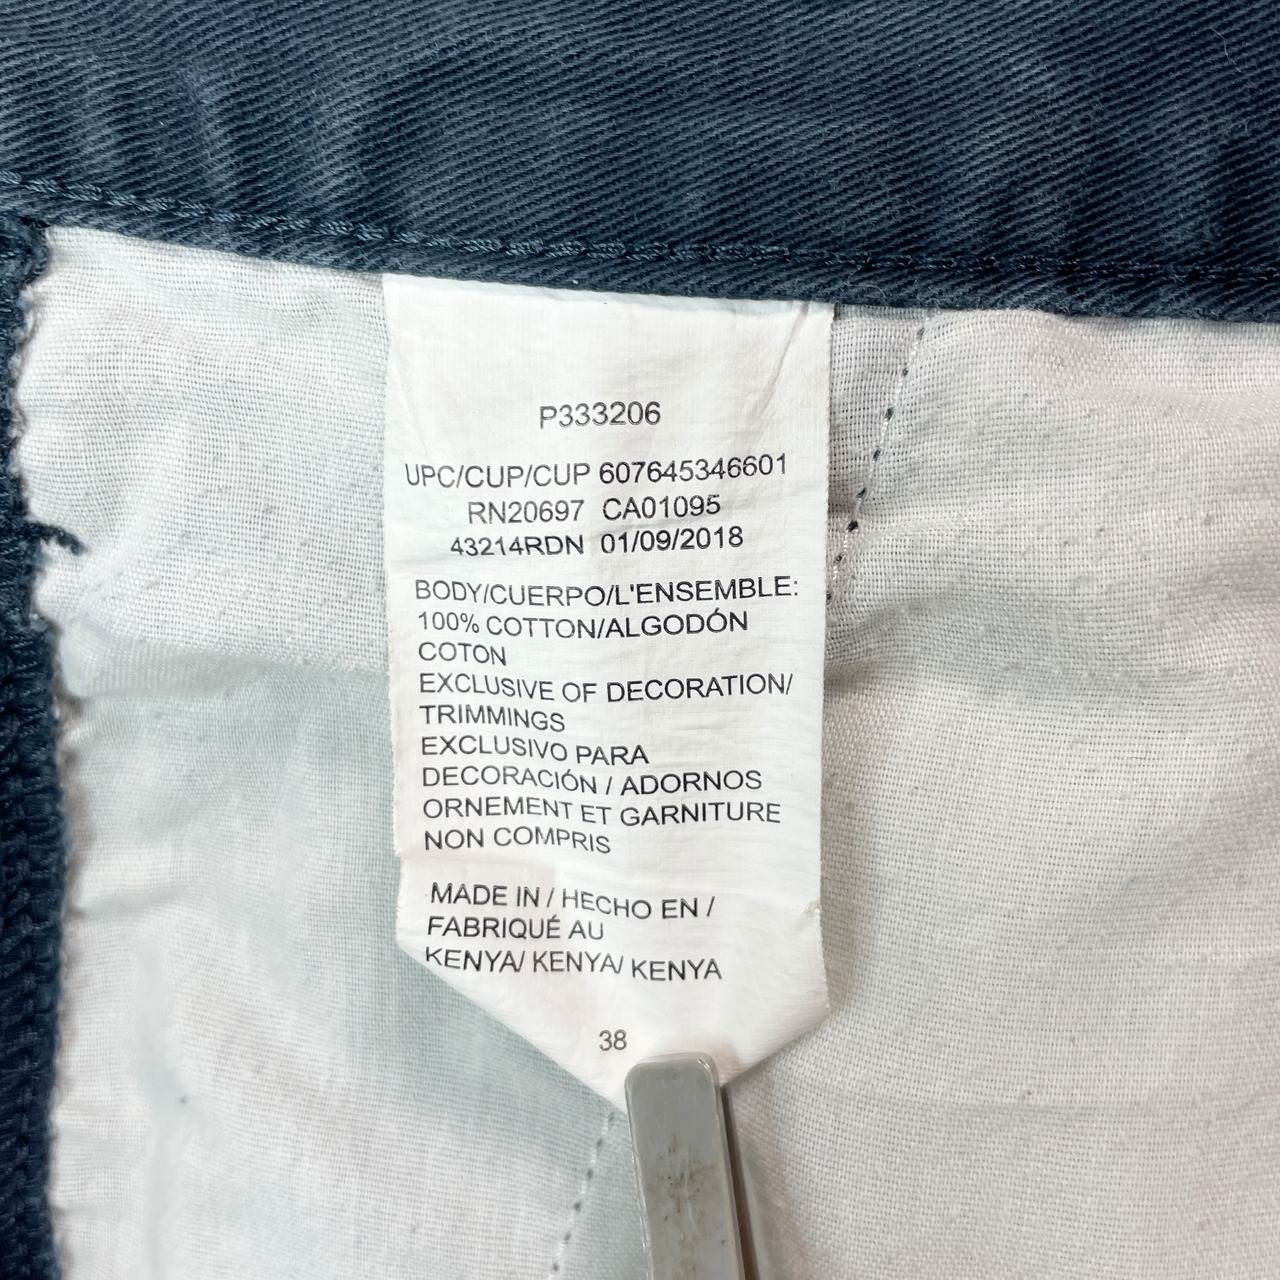 P333206
UPC/CUP/CUP 607645346601
RN20697 CA01095
43214RDN 01/09/2018
BODY/CUERPO/L'ENSEMBLE:
100% COTTON/ALGODÓN
COTON
EXCLUSIVE OF DECORATION/
TRIMMINGS
EXCLUSIVO PARA
DECORACIÓN / ADORNOS
ORNEMENT ET GARNITURE
NON COMPRIS
MADE IN / HECHO EN /
FABRIQUÉ AU
KENYA/ KENYA/ KENYA
38